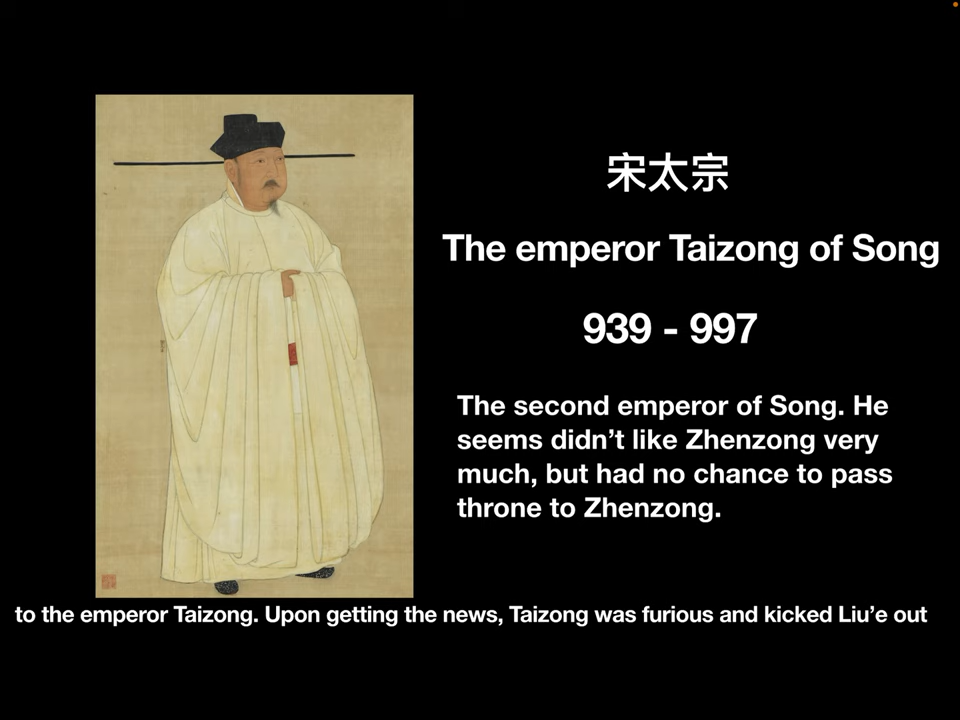 宋太宗
The emperor Taizong of Song
939 - 997
The second emperor of Song. He
seems didn’t like Zhenzong very
much, but had no chance to pass
throne to Zhenzong.
to the emperor Taizong. Upon getting the news, Taizong was furious and kicked Liu’e out